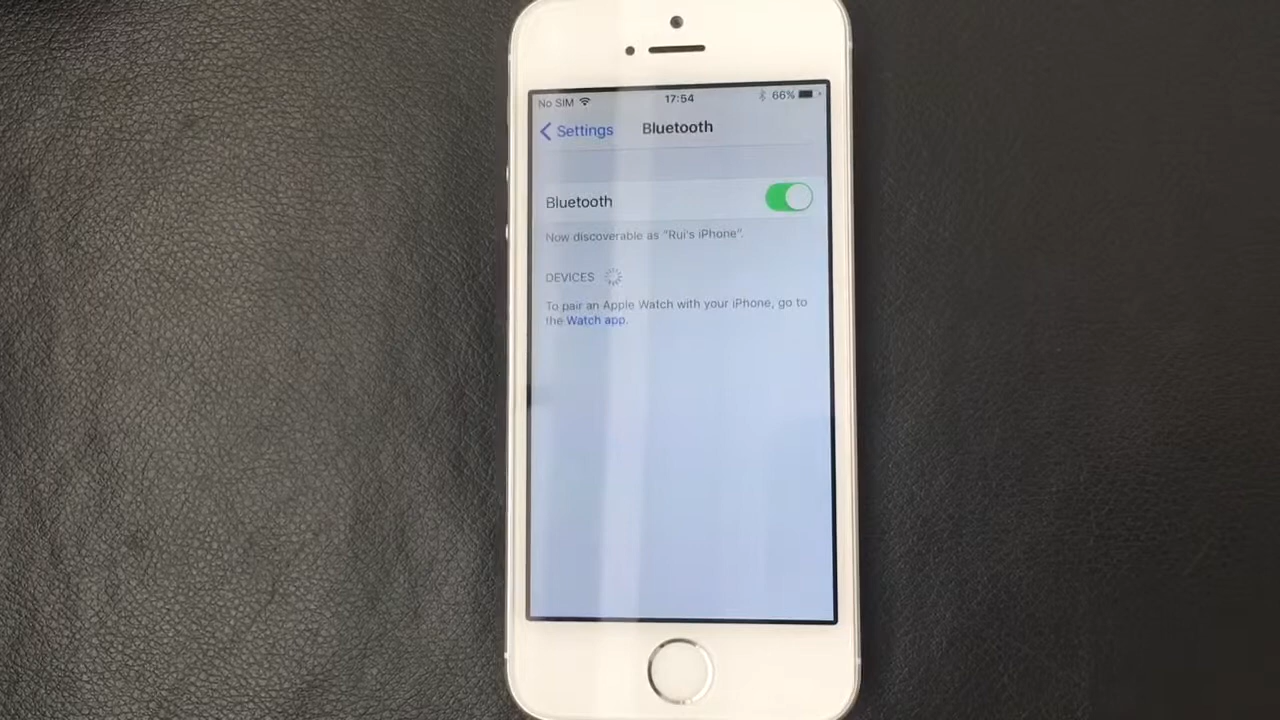 No SIM 17:54 66%
Settings Bluetooth
Bluetooth
Now discoverable as "Rui's iPhone".
DEVICES
To pair an Apple Watch with your iPhone, go to
the Watch app.